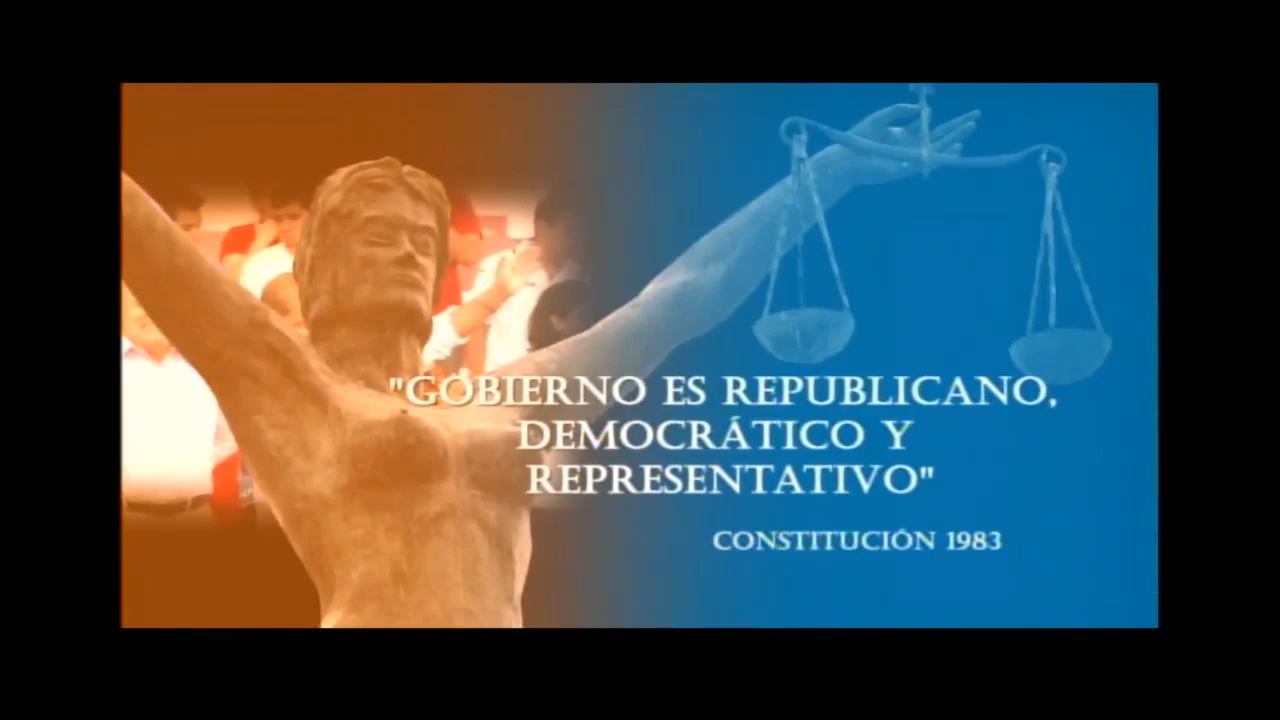 "GOBIERNO ES REPUBLICANO,
DEMOCRÁTICO Y
REPRESENTATIVO"
CONSTITUCIÓN 1983